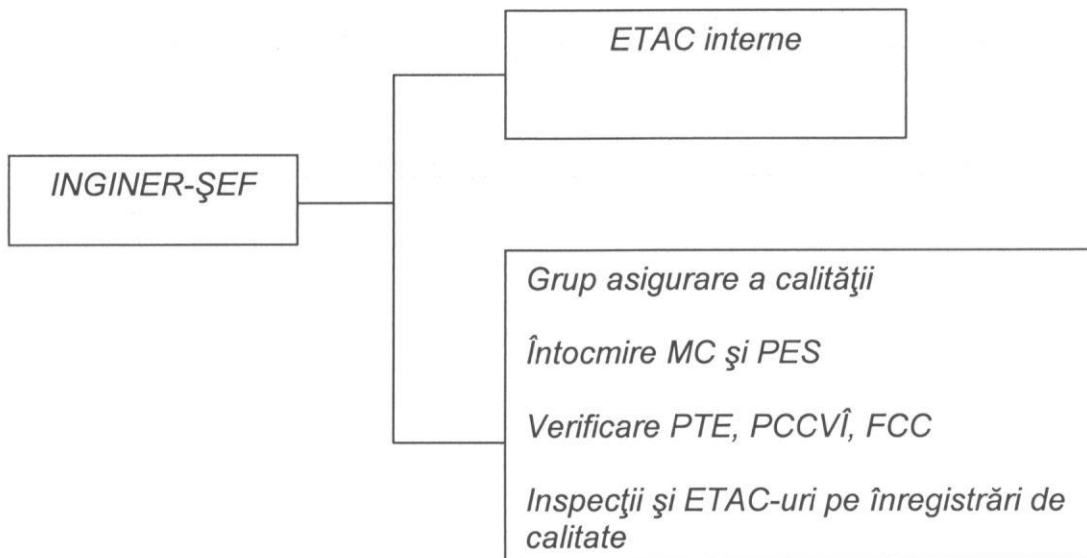 ETAC interne
INGINER-ŞEF
Grup asigurare a calităţii
Întocmire MC şi PES
Verificare PTE, PCCVÎ, FCC
Inspecţii şi ETAC-uri pe înregistrări de
calitate